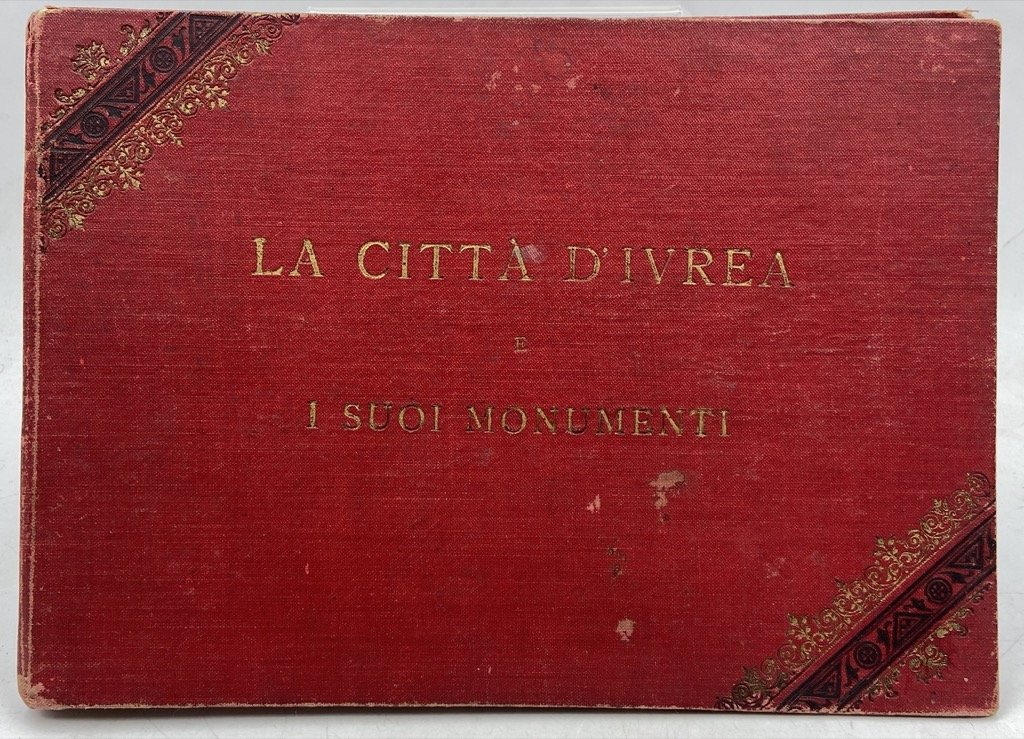 LA CITTÀ D'IVREA
E
I SUOI MONUMENTI